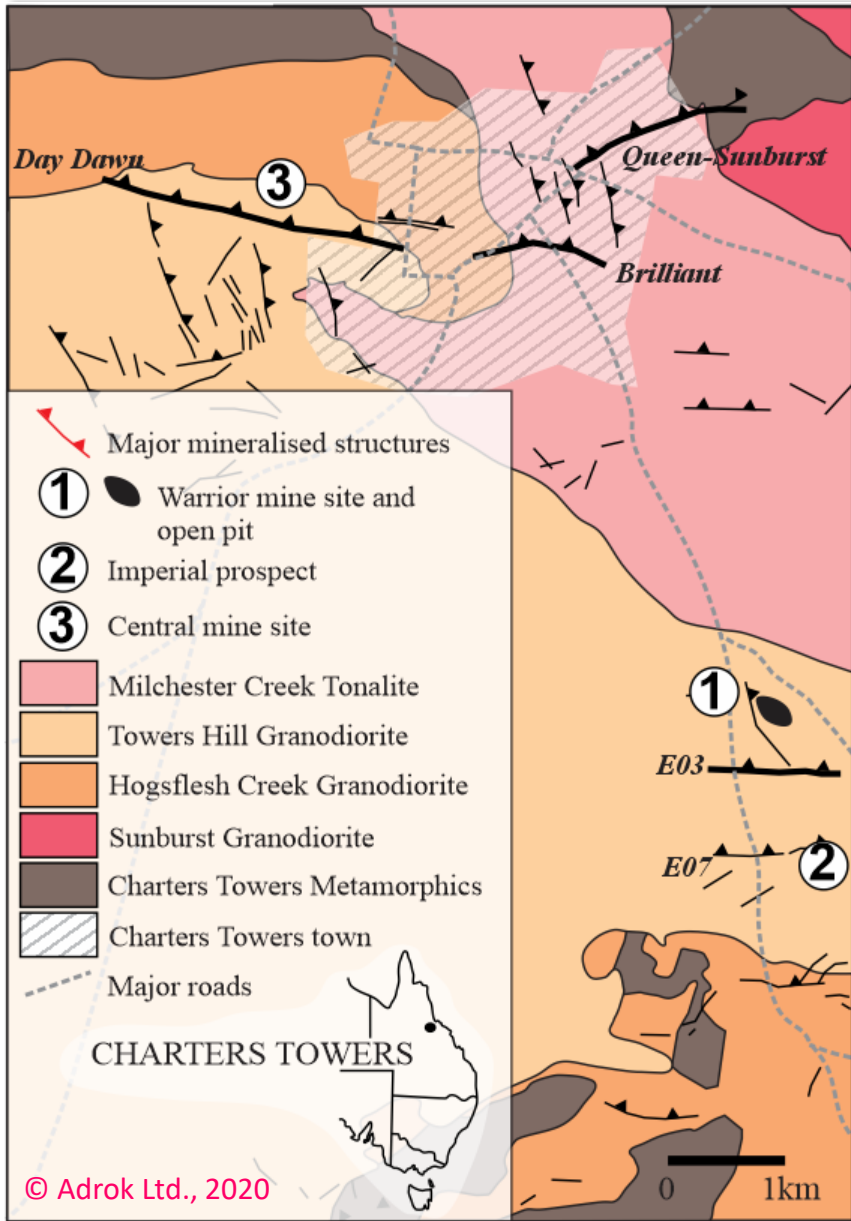 Day Dawn
3
Queen-Sunburst
Brilliant
Major mineralised structures
1
Warrior mine site and
open pit
2
Imperial prospect
3
Central mine site
Milchester Creek Tonalite
Towers Hill Granodiorite
Hogsflesh Creek Granodiorite
Sunburst Granodiorite
Charters Towers Metamorphics
Charters Towers town
Major roads
CHARTERS TOWERS
© Adrok Ltd., 2020
1
E03
E07
2
0 1km